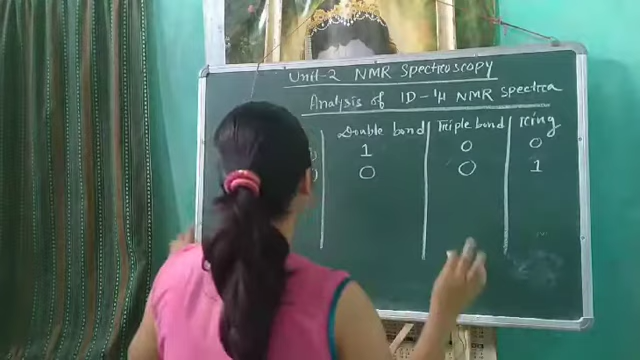 Unit-2 NMR Spectroscopy
Analysis of 1D-¹H NMR spectra
Double bond Triple bond Ring
1 0 0
0 0 1